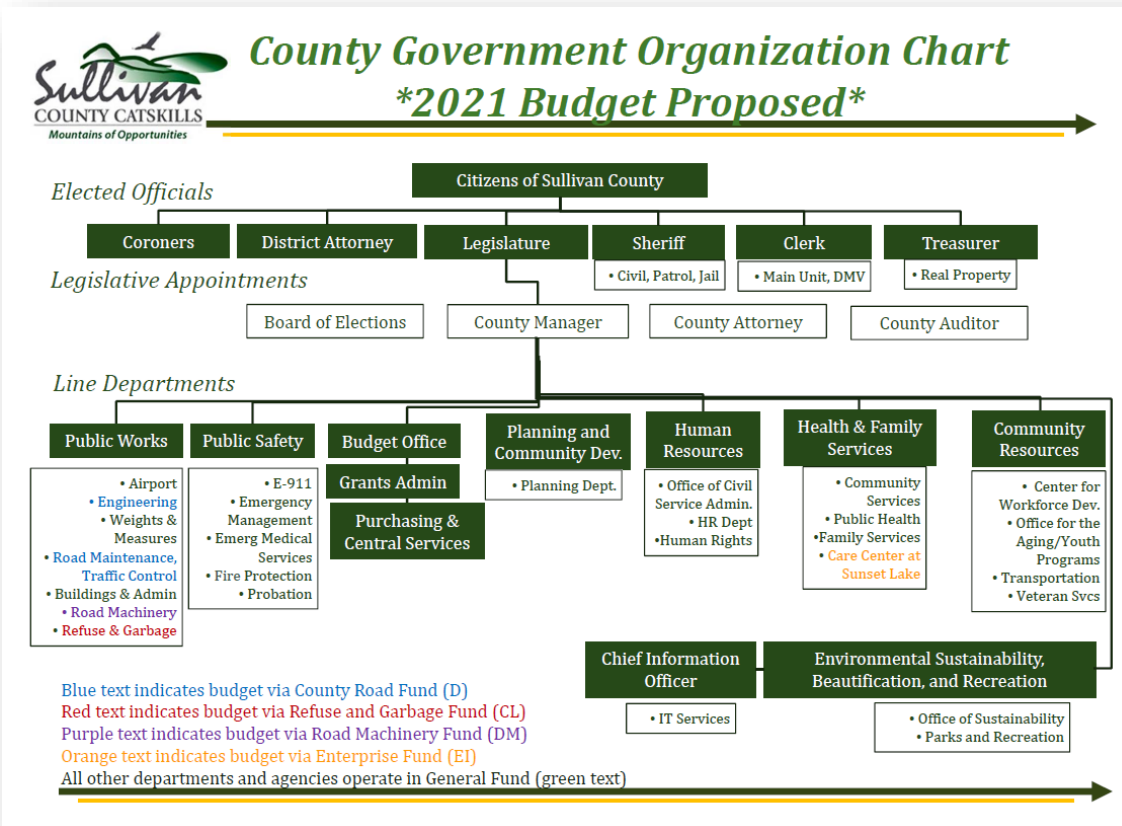 Sullivan
COUNTY CATSKILLS
Mountains of Opportunities
County Government Organization Chart
*2021 Budget Proposed*
Elected Officials
Citizens of Sullivan County
Coroners
District Attorney
Legislature
Sheriff
• Civil, Patrol, Jail
Clerk
• Main Unit, DMV
Treasurer
• Real Property
Legislative Appointments
Board of Elections
County Manager
County Attorney
County Auditor
Line Departments
Public Works
• Airport
• Engineering
• Weights &
Measures
• Road Maintenance,
Traffic Control
• Buildings & Admin
• Road Machinery
• Refuse & Garbage
Public Safety
• E-911
• Emergency
Management
• Emerg Medical
Services
• Fire Protection
• Probation
Budget Office
Grants Admin
Purchasing &
Central Services
Planning and
Community Dev.
• Planning Dept.
Human
Resources
• Office of Civil
Service Admin.
• HR Dept
•Human Rights
Health & Family
Services
• Community
Services
• Public Health
•Family Services
• Care Center at
Sunset Lake
Community
Resources
• Center for
Workforce Dev.
• Office for the
Aging/Youth
Programs
• Transportation
• Veteran Svcs
Chief Information
Officer
• IT Services
Environmental Sustainability,
Beautification, and Recreation
• Office of Sustainability
• Parks and Recreation
Blue text indicates budget via County Road Fund (D)
Red text indicates budget via Refuse and Garbage Fund (CL)
Purple text indicates budget via Road Machinery Fund (DM)
Orange text indicates budget via Enterprise Fund (EI)
All other departments and agencies operate in General Fund (green text)